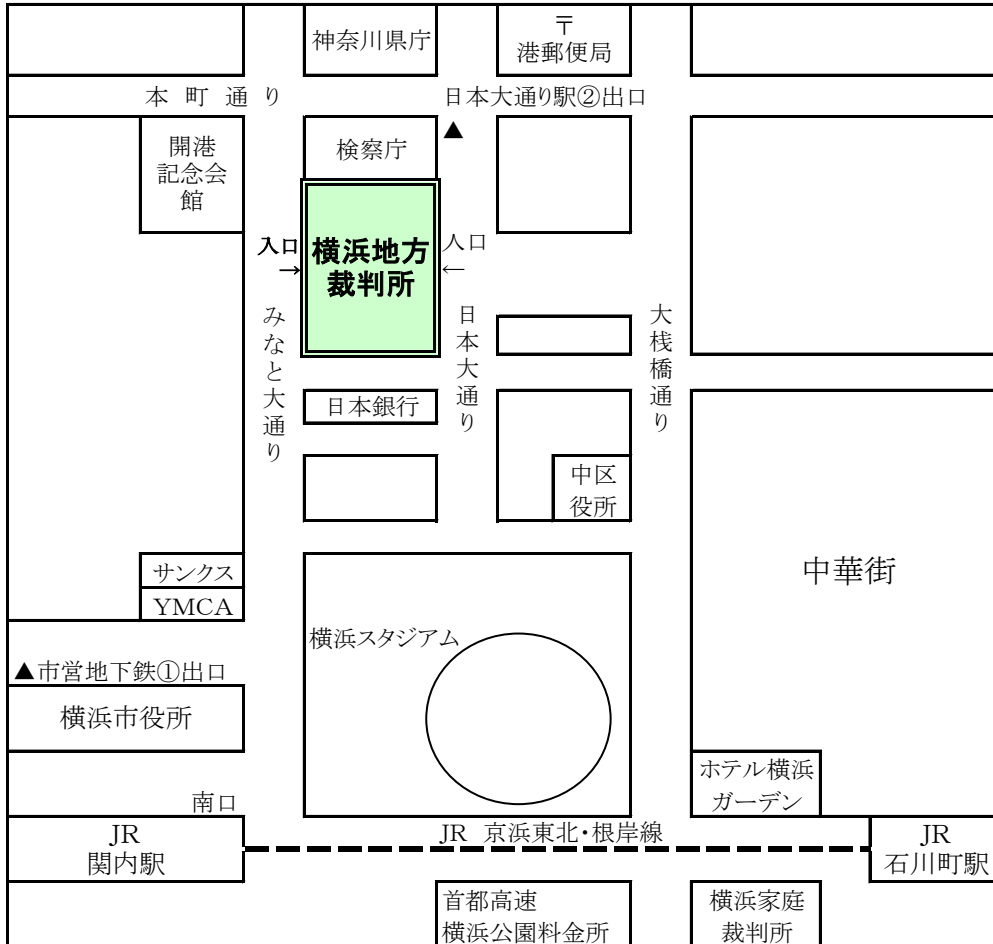 神奈川県庁
〒
港郵便局
本町通り
日本大通り駅②出口
▲
開港
記念会
館
検察庁
入口
→
横浜地方
裁判所
人口
←
みなと大通り
日本大通り
大桟橋通り
日本銀行
中区
役所
サンクス
YMCA
中華街
横浜スタジアム
▲市営地下鉄①出口
横浜市役所
ホテル横浜
ガーデン
南口
JR
関内駅
JR 京浜東北・根岸線
JR
石川町駅
首都高速
横浜公園料金所
横浜家庭
裁判所